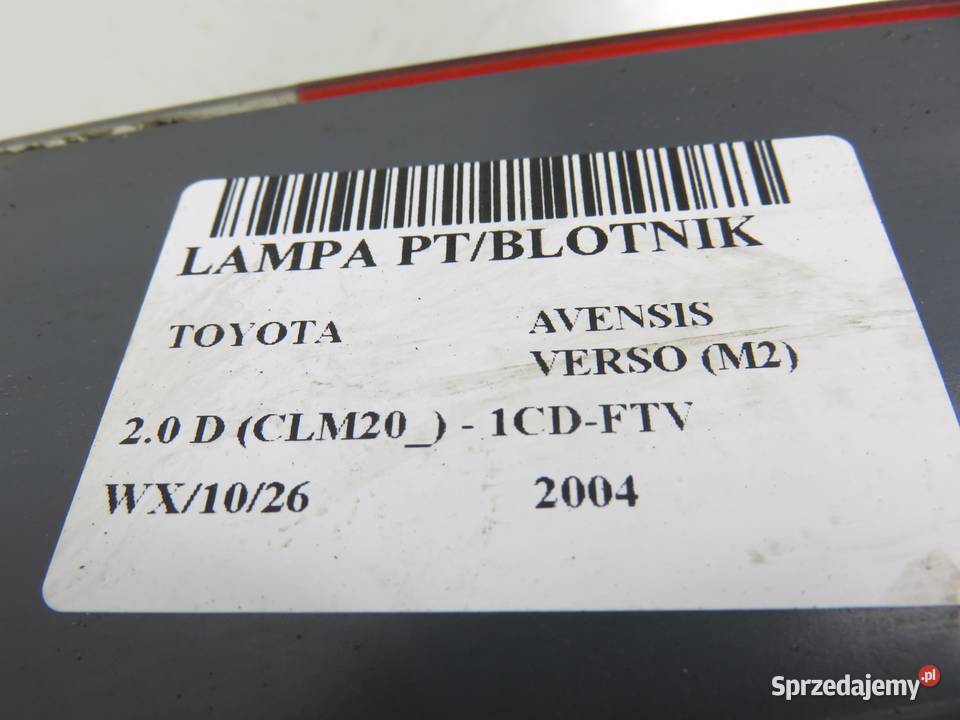 LAMPA PT/BLOTNIK
TOYOTA AVENSIS
VERSO (M2)
2.0 D (CLM20_) - 1CD-FTV
WX/10/26 2004
Sprzedajemy.pl